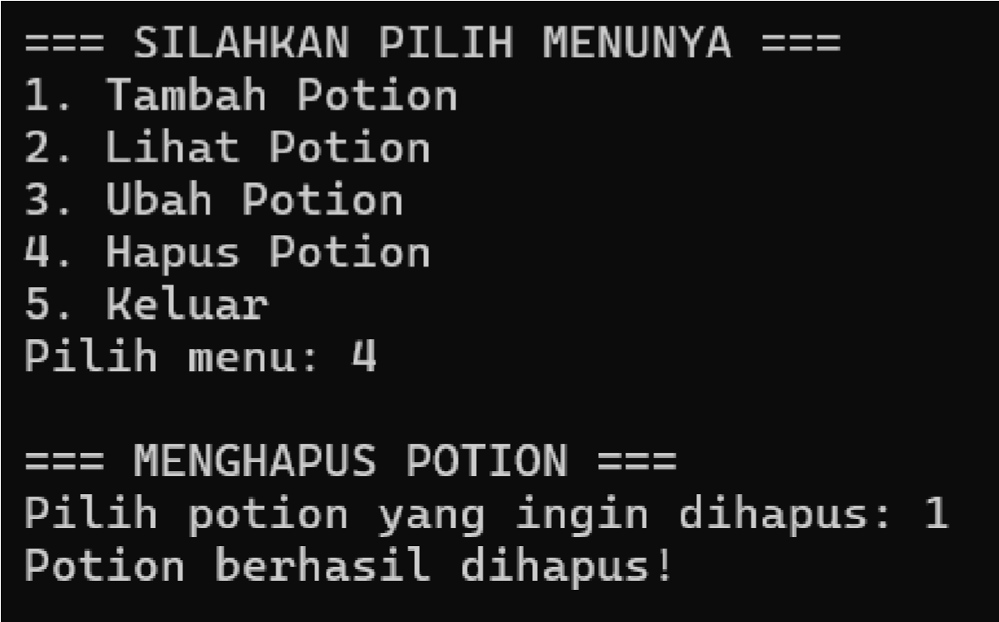 === SILAHKAN PILIH MENUNYA ===
1. Tambah Potion
2. Lihat Potion
3. Ubah Potion
4. Hapus Potion
5. Keluar
Pilih menu: 4
=== MENGHAPUS POTION ===
Pilih potion yang ingin dihapus: 1
Potion berhasil dihapus!